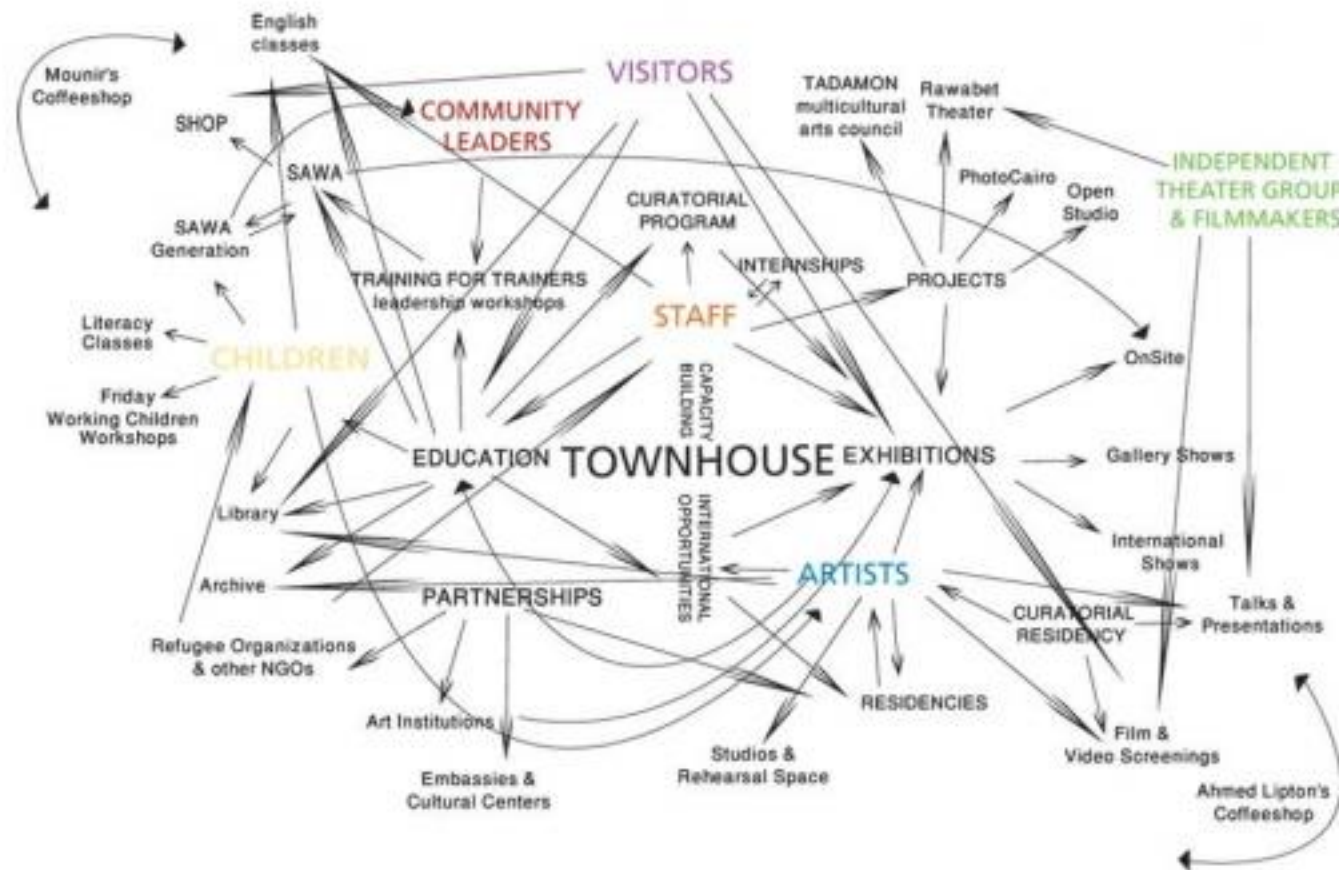 English
classes
Mounir's
Coffeeshop
VISITORS
TADAMON
multicultural
arts council
Rawabet
Theater
COMMUNITY
LEADERS
SHOP
INDEPENDENT
THEATER GROUP
& FILMMAKERS
SAWA
PhotoCairo
Open
Studio
CURATORIAL
PROGRAM
SAWA
Generation
TRAINING FOR TRAINERS
leadership workshops
INTERNSHIPS
PROJECTS
STAFF
Literacy
Classes
CHILDREN
OnSite
Friday
Working Children
Workshops
CAPACITY
BUILDING
EDUCATION
TOWNHOUSE
EXHIBITIONS
Gallery Shows
Library
INTERNATIONAL
OPPORTUNITIES
International
Shows
Archive
PARTNERSHIPS
ARTISTS
CURATORIAL
RESIDENCY
Talks &
Presentations
Refugee Organizations
& other NGOs
RESIDENCIES
Art Institutions
Film &
Video Screenings
Studios &
Rehearsal Space
Embassies &
Cultural Centers
Ahmed Lipton's
Coffeeshop